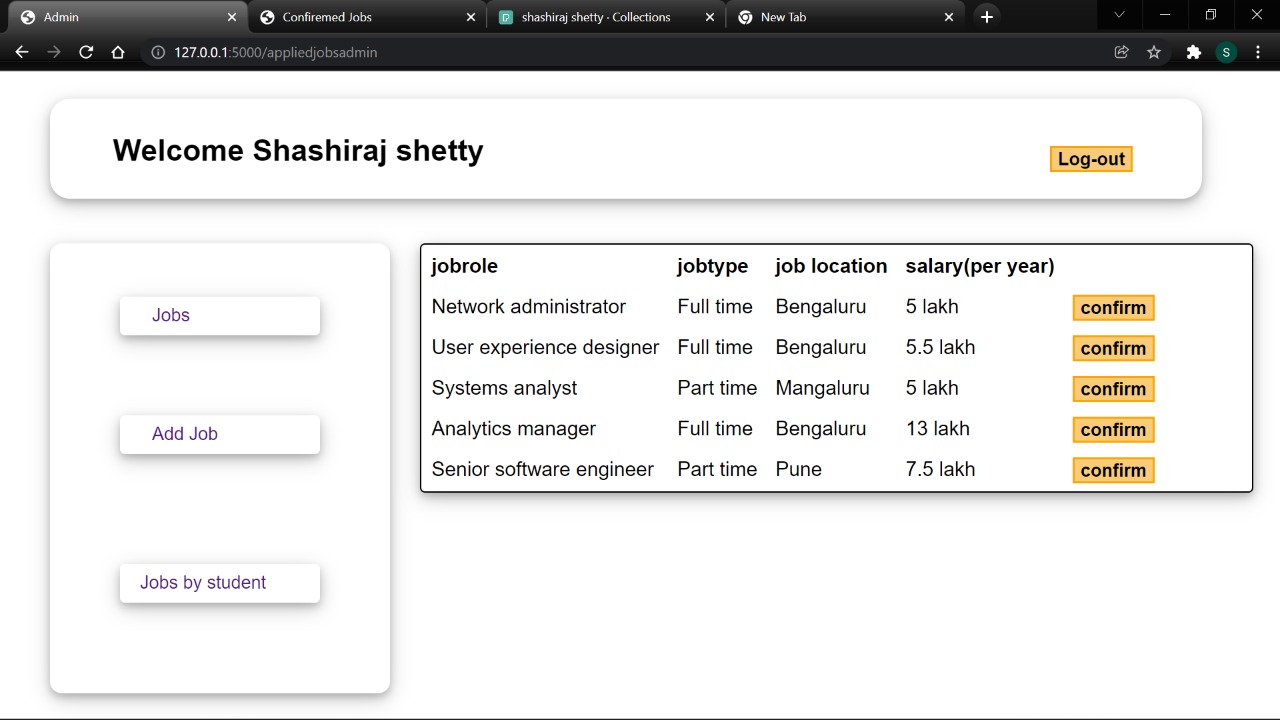 Admin Confiremed Jobs shashiraj shetty · Collections New Tab
127.0.0.1:5000/appliedjobsadmin S
Welcome Shashiraj shetty
Log-out
Jobs
Add Job
Jobs by student
jobrole jobtype job location salary(per year)
Network administrator Full time Bengaluru 5 lakh confirm
User experience designer Full time Bengaluru 5.5 lakh confirm
Systems analyst Part time Mangaluru 5 lakh confirm
Analytics manager Full time Bengaluru 13 lakh confirm
Senior software engineer Part time Pune 7.5 lakh confirm